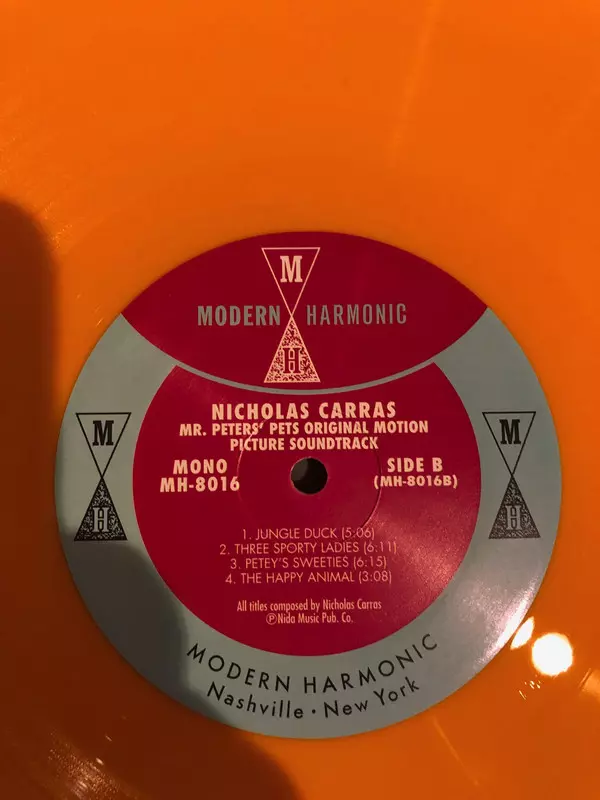 M
MODERN HARMONIC
H
NICHOLAS CARRAS
MR. PETERS' PETS ORIGINAL MOTION
PICTURE SOUNDTRACK
MONO
MH-8016
SIDE B
(MH-8016B)
M
H
M
H
1. JUNGLE DUCK (5:06)
2. THREE SPORTY LADIES (6:11)
3. PETEY'S SWEETIES (6:15)
4. THE HAPPY ANIMAL (3:08)
All titles composed by Nicholas Carras
ⓅNida Music Pub. Co.
MODERN HARMONIC
Nashville • New York